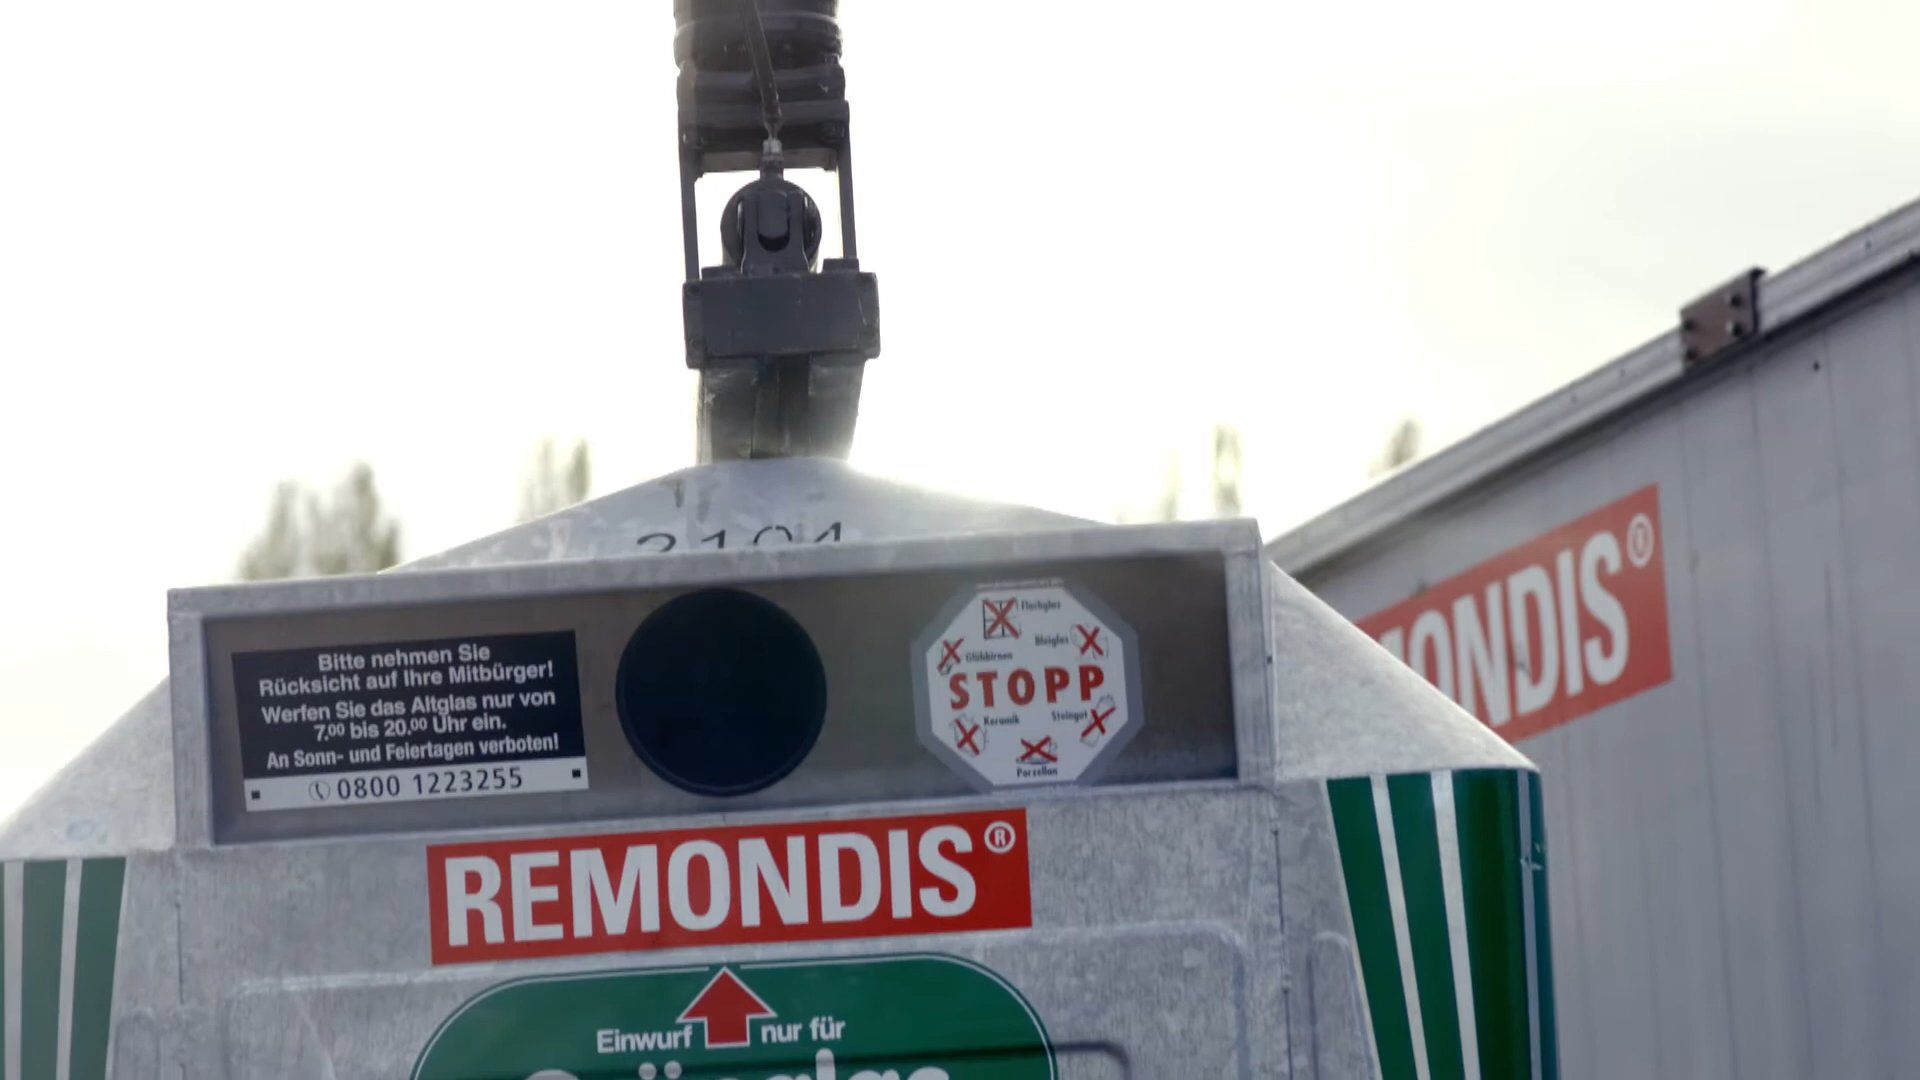 2104
Bitte nehmen Sie
Rücksicht auf Ihre Mitbürger!
Werfen Sie das Altglas nur von
7.00 bis 20.00 Uhr ein.
An Sonn- und Feiertagen verboten!
0800 1223255
Flachglas
Bleiglas
Glühbirnen
STOPP
Keramik
Steingut
Porzellan
REMONDIS®
Einwurf nur für
Grünglas
MONDIS®